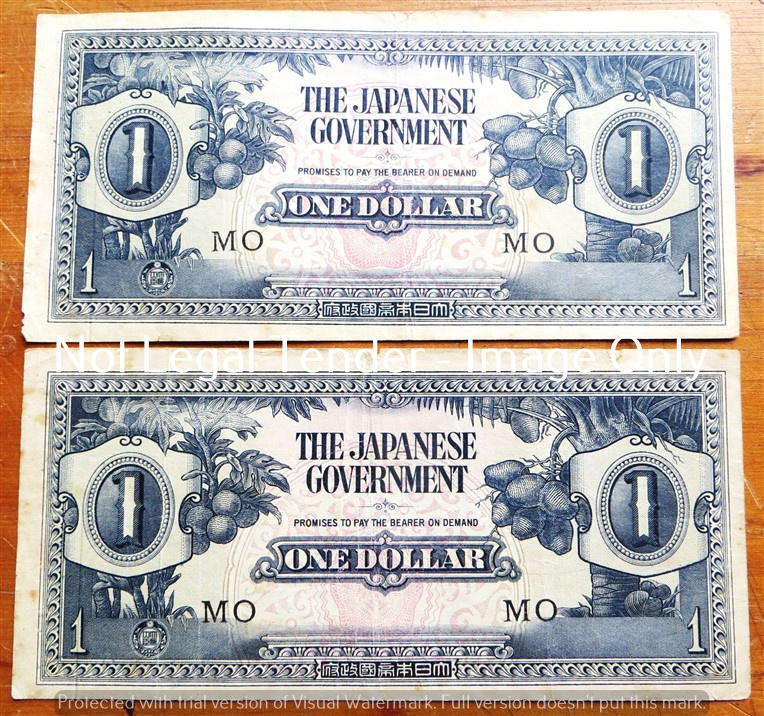 THE JAPANESE
GOVERNMENT
PROMISES TO PAY THE BEARER ON DEMAND
1 1
ONE DOLLAR
MO MO
1 1
府政國帝本日大
Not Legal Tender - Image Only
THE JAPANESE
GOVERNMENT
1 1
PROMISES TO PAY THE BEARER ON DEMAND
ONE DOLLAR
MO MO
1 1
府政國帝本日大
Protected with trial version of Visual Watermark. Full version doesn't put this mark.